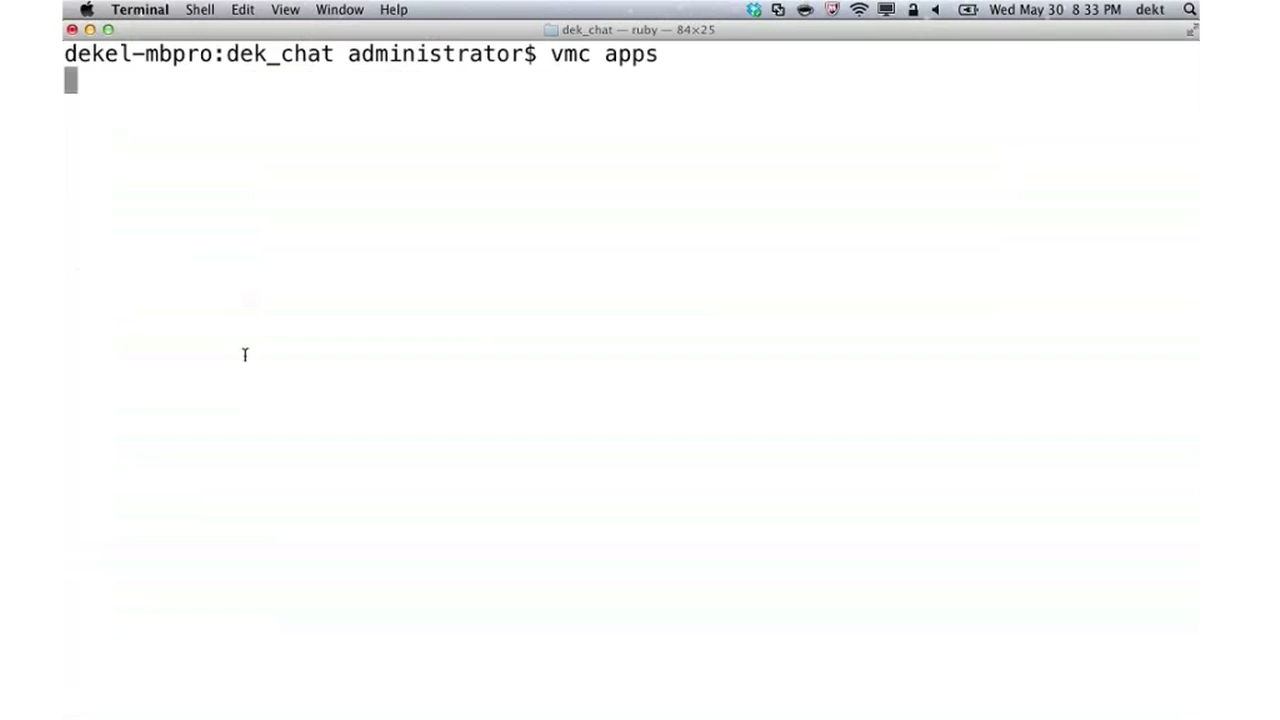 Terminal Shell Edit View Window Help Wed May 30 8 33 PM dekt
dek_chat — ruby — 84×25
dekel-mbpro:dek_chat administrator$ vmc apps